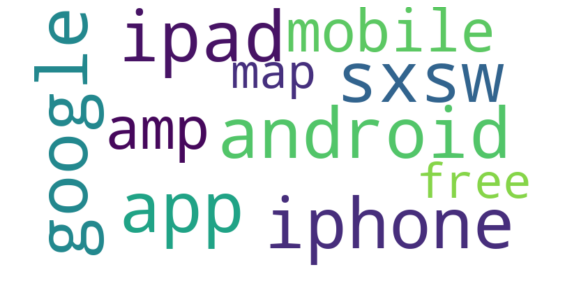 google
ipad
mobile
map
sxsw
amp
android
free
app
iphone